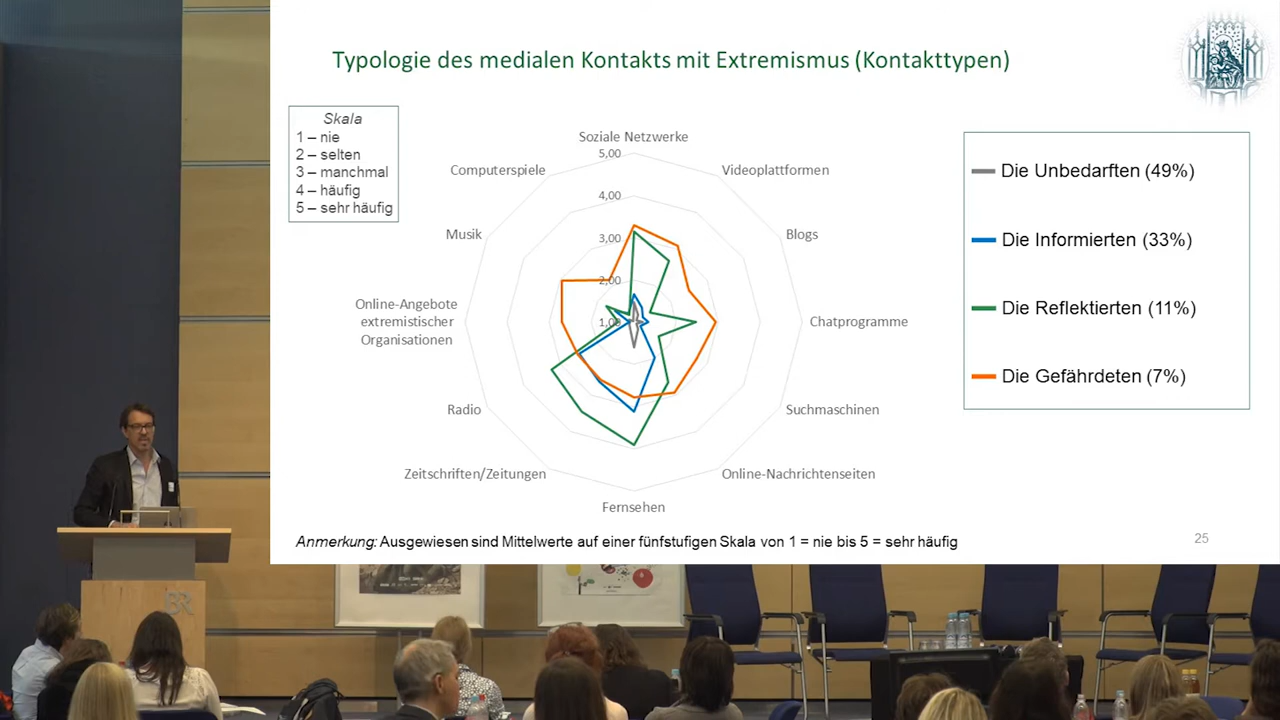 Typologie des medialen Kontakts mit Extremismus (Kontakttypen)
Skala
1 – nie
2 – selten
3 – manchmal
4 – häufig
5 – sehr häufig
Soziale Netzwerke
Videoplattformen
Blogs
Chatprogramme
Suchmaschinen
Online-Nachrichtenseiten
Fernsehen
Zeitschriften/Zeitungen
Radio
Online-Angebote
extremistischer
Organisationen
Musik
Computerspiele
5,00
4,00
3,00
2,00
1,00
Die Unbedarften (49%)
Die Informierten (33%)
Die Reflektierten (11%)
Die Gefährdeten (7%)
Anmerkung: Ausgewiesen sind Mittelwerte auf einer fünfstufigen Skala von 1 = nie bis 5 = sehr häufig
25
BR